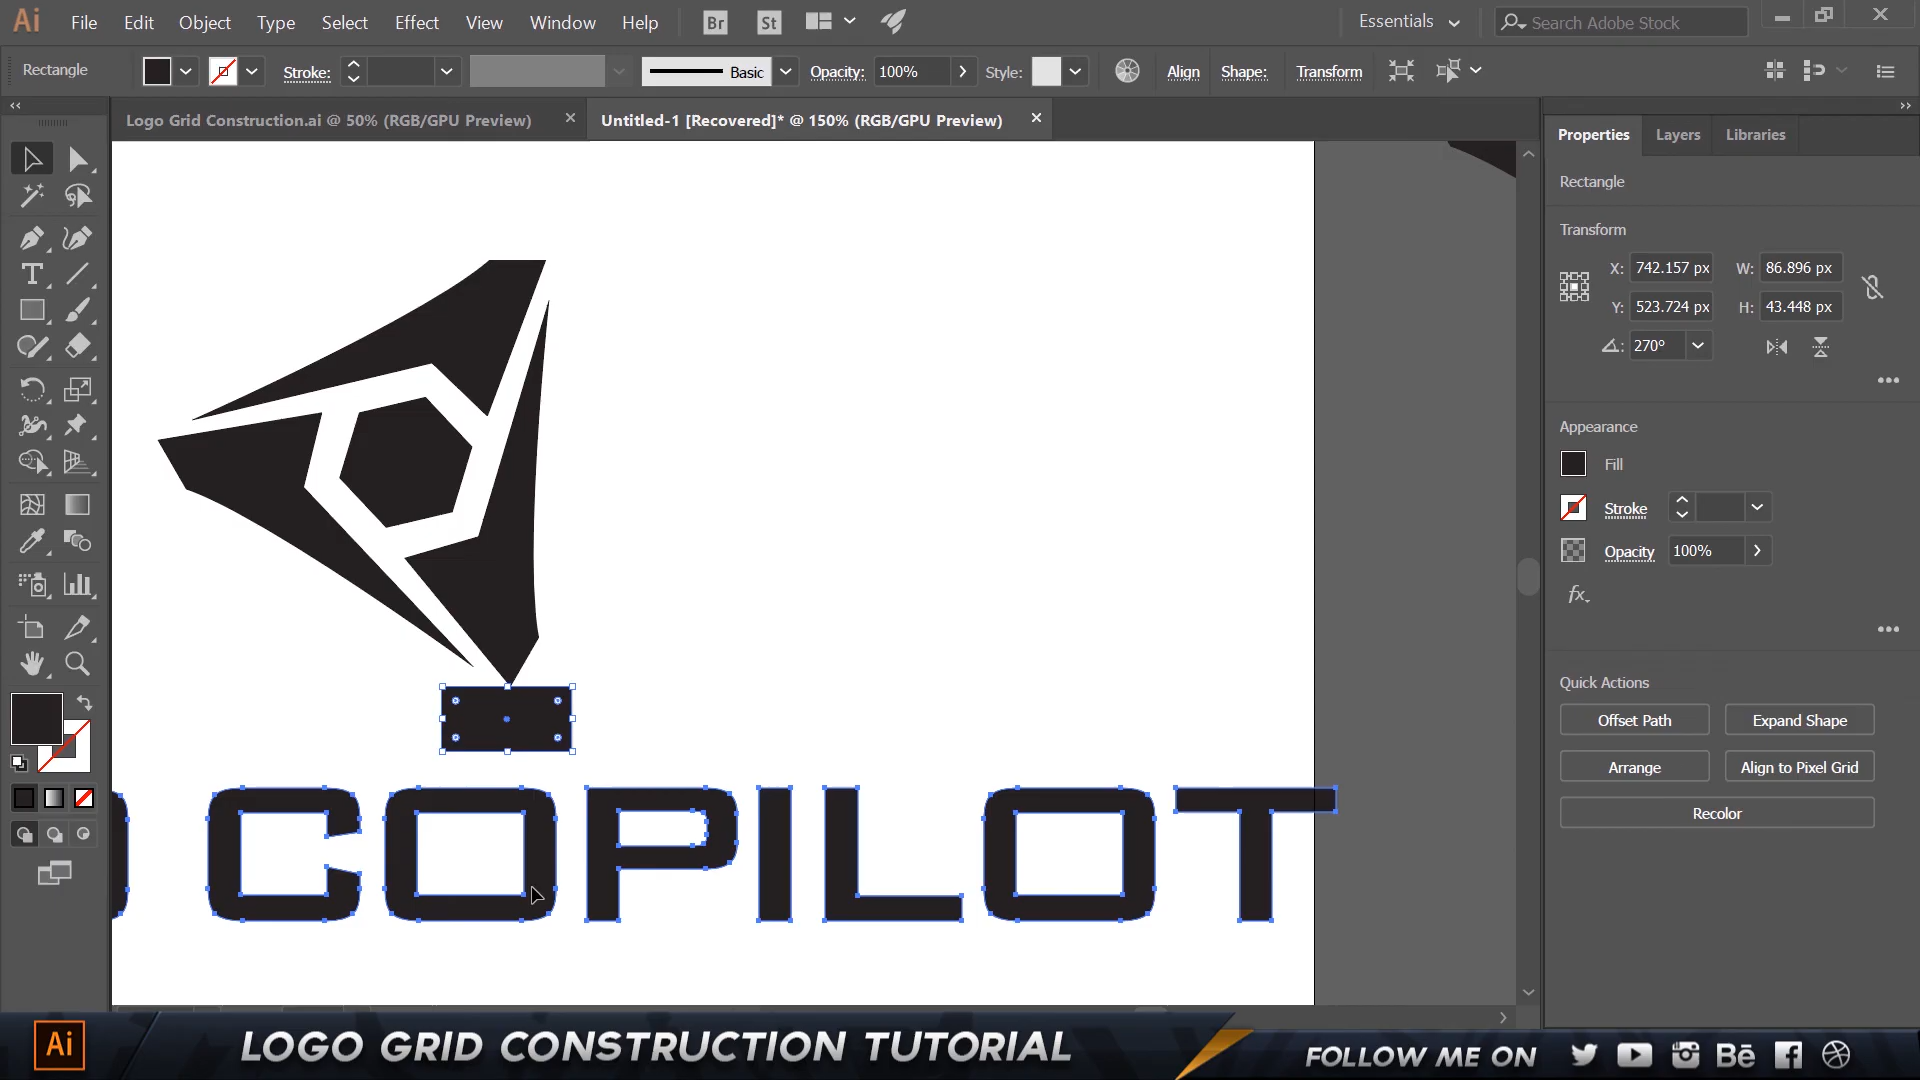 Ai File Edit Object Type Select Effect View Window Help Br St Essentials Search Adobe Stock
Rectangle Stroke: Basic Opacity: 100% Style: Align Shape: Transform
Logo Grid Construction.ai @ 50% (RGB/GPU Preview) Untitled-1 [Recovered]* @ 150% (RGB/GPU Preview)
Properties Layers Libraries
Rectangle
Transform
X: 742.157 px W: 86.896 px
Y: 523.724 px H: 43.448 px
270°
Appearance
Fill
Stroke
Opacity 100%
fx
Quick Actions
Offset Path Expand Shape
Arrange Align to Pixel Grid
Recolor
COPILOT
Ai LOGO GRID CONSTRUCTION TUTORIAL FOLLOW ME ON Bē